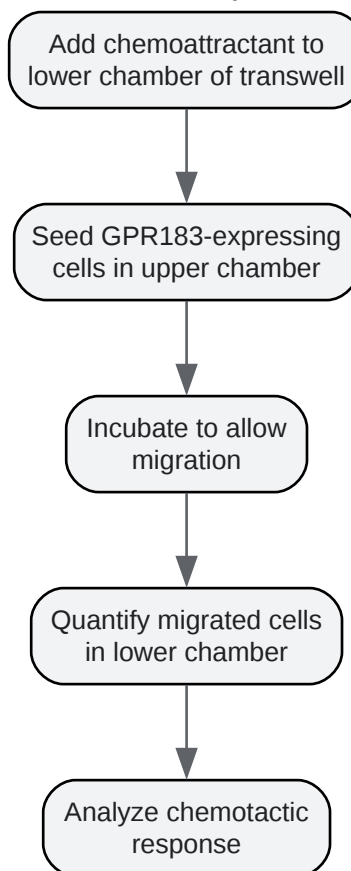 Add chemoattractant to
lower chamber of transwell
Seed GPR183-expressing
cells in upper chamber
Incubate to allow
migration
Quantify migrated cells
in lower chamber
Analyze chemotactic
response